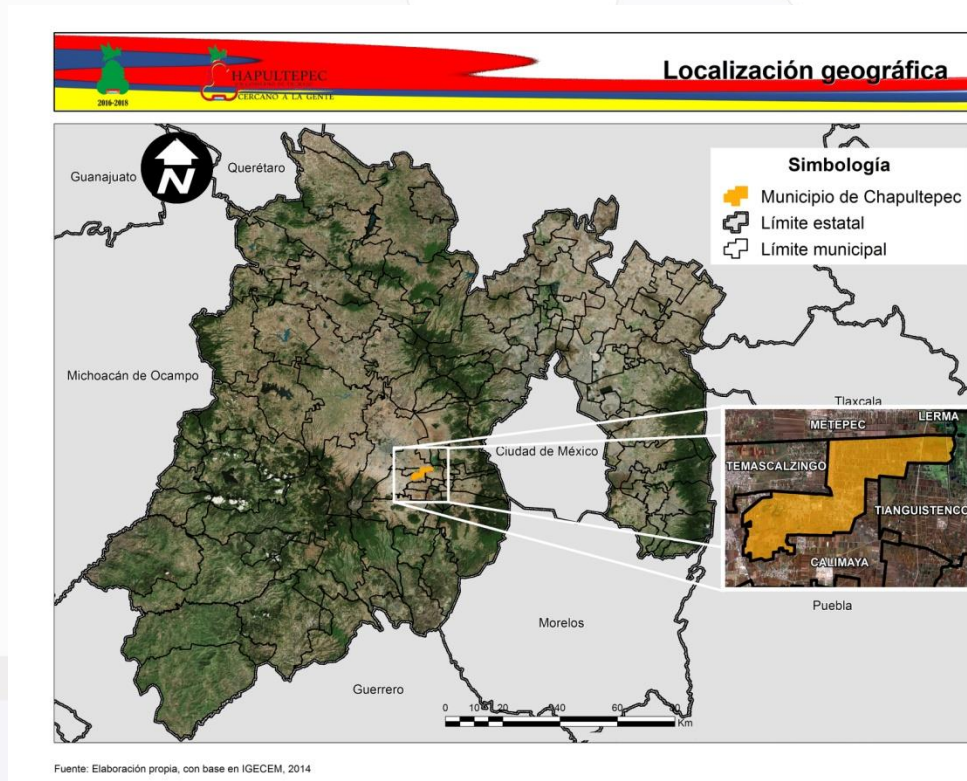 2016-2018
HAPULTEPEC
CERCANO A LA GENTE
Localización geográfica
N
Guanajuato
Querétaro
Simbología
Municipio de Chapultepec
Límite estatal
Límite municipal
Michoacán de Ocampo
Tlaxcala
Ciudad de México
METEPEC
LERMA
TEMASCALZINGO
TIANGUISTENCO
CALIMAYA
Puebla
Morelos
Guerrero
0 10 20 40 60 80
Km
Fuente: Elaboración propia, con base en IGECEM, 2014